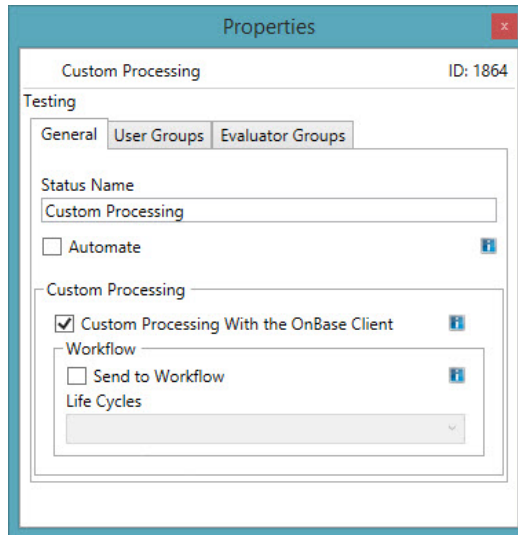 Properties
x
Custom Processing ID: 1864
Testing
General User Groups Evaluator Groups
Status Name
Custom Processing
Automate
Custom Processing
Custom Processing With the OnBase Client
Workflow
Send to Workflow
Life Cycles